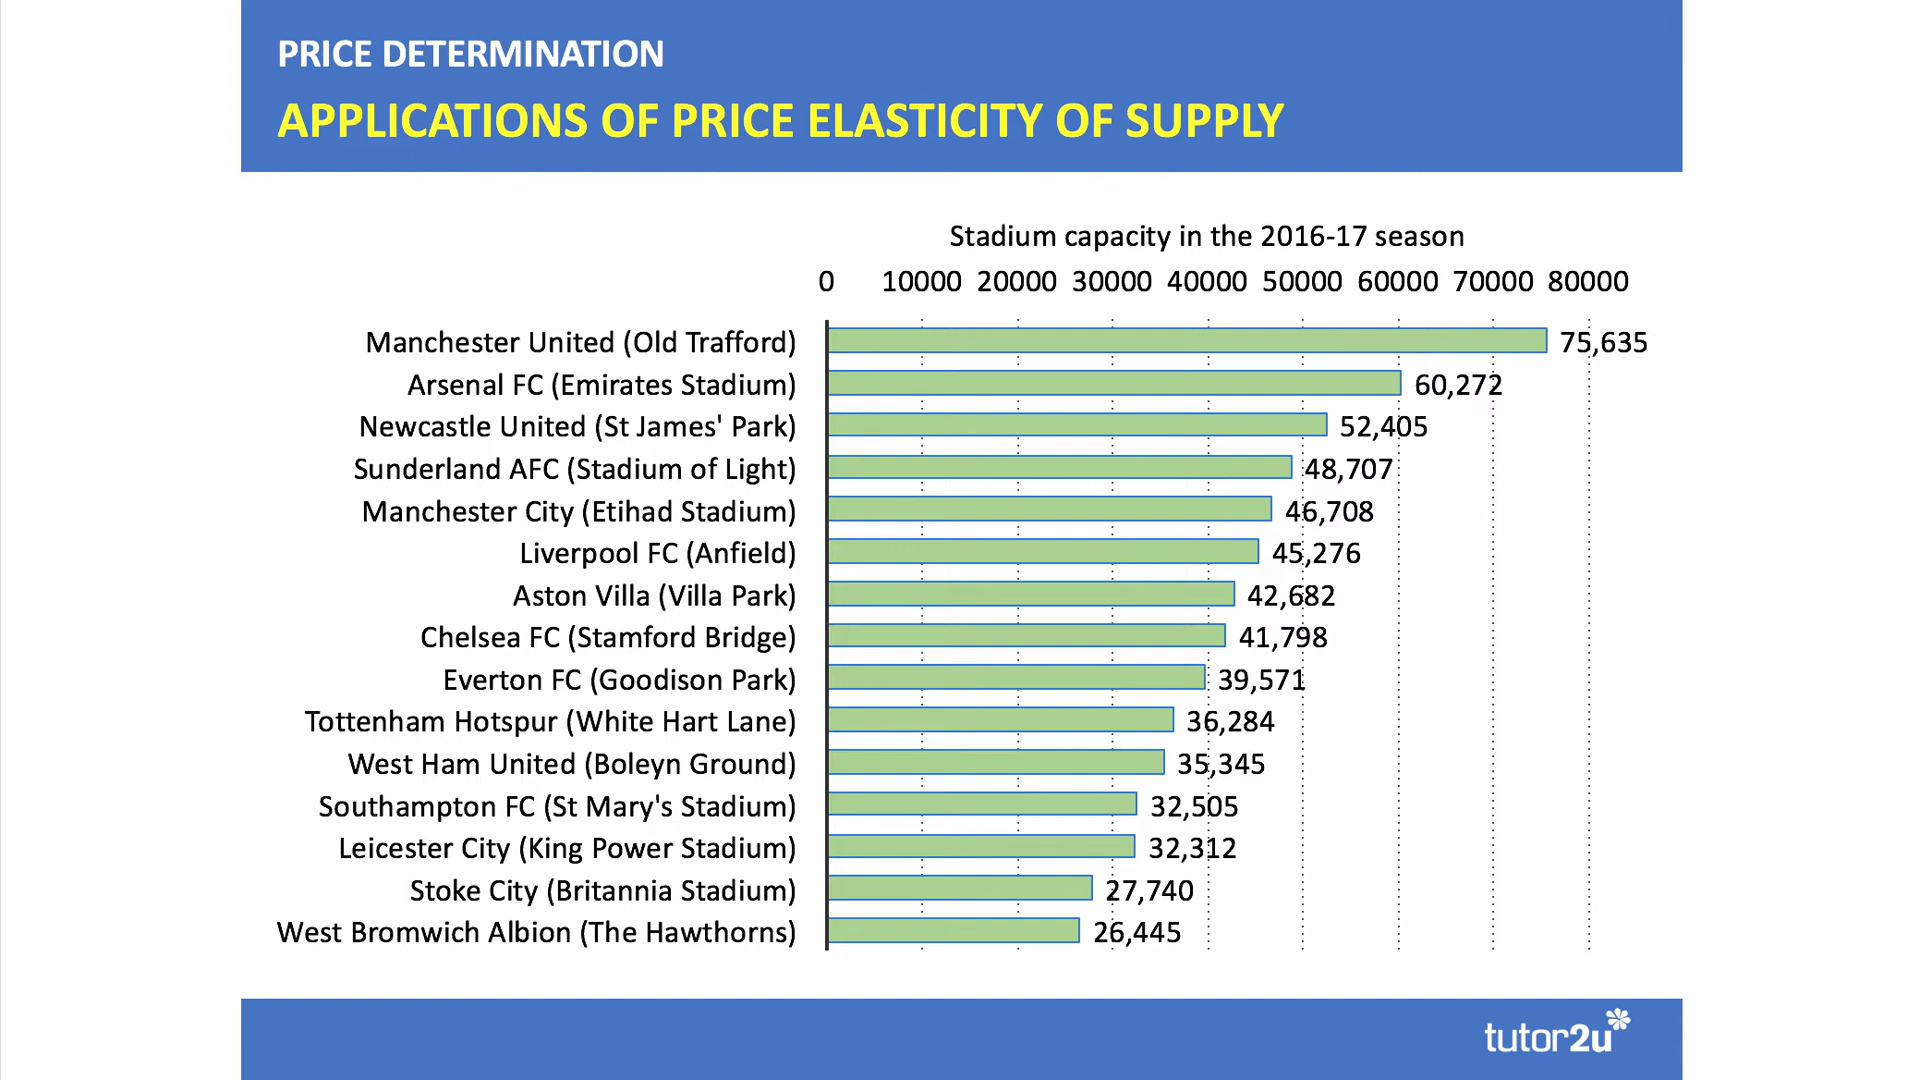 PRICE DETERMINATION
APPLICATIONS OF PRICE ELASTICITY OF SUPPLY
Stadium capacity in the 2016-17 season
0 10000 20000 30000 40000 50000 60000 70000 80000
Manchester United (Old Trafford) 75,635
Arsenal FC (Emirates Stadium) 60,272
Newcastle United (St James' Park) 52,405
Sunderland AFC (Stadium of Light) 48,707
Manchester City (Etihad Stadium) 46,708
Liverpool FC (Anfield) 45,276
Aston Villa (Villa Park) 42,682
Chelsea FC (Stamford Bridge) 41,798
Everton FC (Goodison Park) 39,571
Tottenham Hotspur (White Hart Lane) 36,284
West Ham United (Boleyn Ground) 35,345
Southampton FC (St Mary's Stadium) 32,505
Leicester City (King Power Stadium) 32,312
Stoke City (Britannia Stadium) 27,740
West Bromwich Albion (The Hawthorns) 26,445
tutor2u